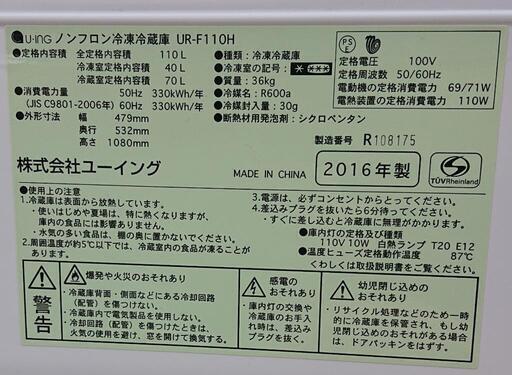 U-ING ノンフロン冷凍冷蔵庫 UR-F110H
●定格内容積 全定格内容積 110L
冷凍室定格内容積 40L
冷蔵室定格内容積 70L
●消費電力量 50Hz 330kWh/年
(JIS C9801-2006年) 60Hz 330kWh/年
●外形寸法 幅 479mm
奥行 532mm
高さ 1080mm
●種類:冷凍冷蔵庫
●冷凍室の記号:
●質量:36kg
●冷媒名:R600a
●冷媒封入量:30g
●断熱材用発泡剤:シクロペンタン
PSE
定格電圧 100V
定格周波数 50/60Hz
電動機の定格消費電力 69/71W
電熱装置の定格消費電力 110W
製造番号 R108175
株式会社ユーイング MADE IN CHINA 2016年製
TÜVRheinland
●使用上の注意
1.冷蔵庫は表面から放熱しています。
・使いはじめや夏場は、特に熱くなりますが、
庫内の食品には影響ありません。
・水気の多い食品は、棚の奥に置かないでください。
2.周囲温度が約5℃以下では、冷蔵室内の食品が凍ることが
あります。
3.電源は、必ずコンセントからとってください。
4.差込みプラグを抜いたら6分待ってください。
・すぐに差し込むと冷蔵庫に無理がかかります。
●庫内灯の定格及び種類
110V 10W 白熱ランプ T20 E12
●温度ヒューズ定格動作温度 87℃
くわしくは取扱説明書をご覧ください。
警告
爆発や火災のおそれあり
・冷蔵庫背面・側面などにある冷却回路
(配管)を傷つけないでください。
・冷蔵庫内で電気製品を使用しないで
ください。
・冷却回路(配管)を傷つけたときは、
火気の使用を避け、窓を開けて換気する。
感電の
おそれあり
・庫内灯の交換や
冷蔵庫のお手入
れ時は、差込み
プラグを抜く。
幼児閉じ込めの
おそれあり
・リサイクル処理などのため一時的
に冷蔵庫を保管され、もし幼
児閉じ込めのおそれがある場合に
は、ドアパッキンをはずす。